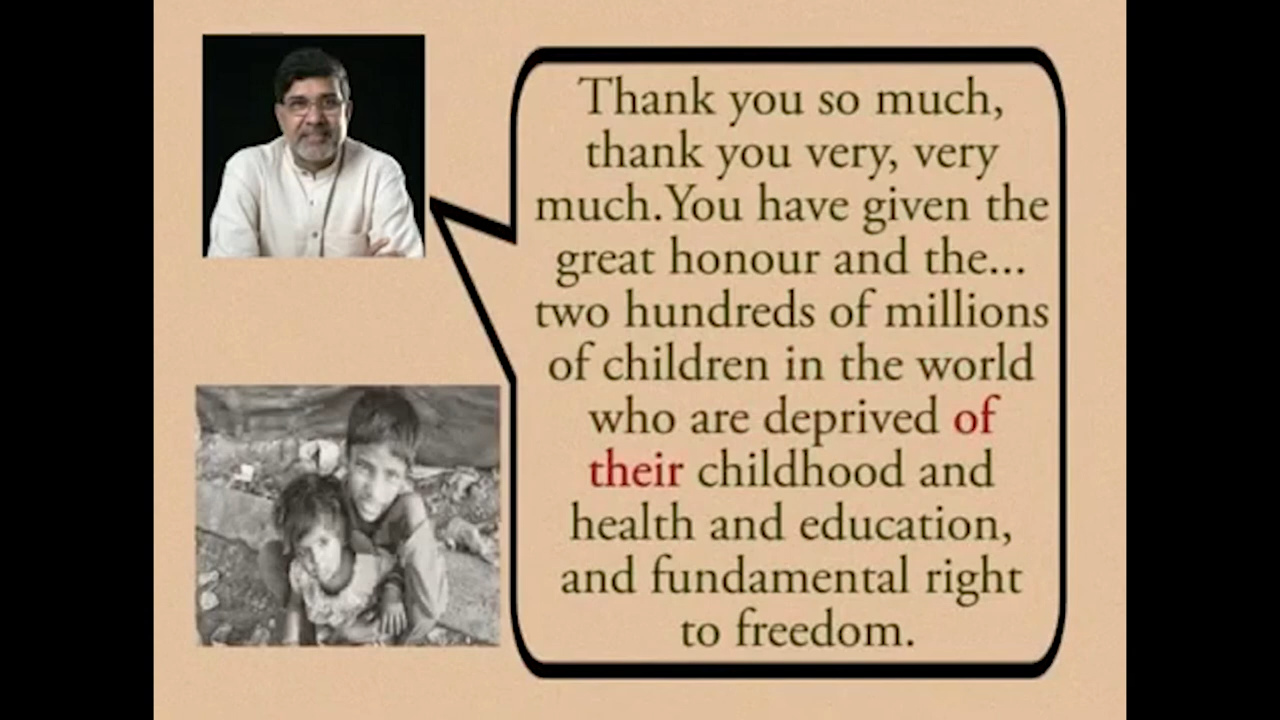 Thank you so much,
thank you very, very
much.You have given the
great honour and the...
two hundreds of millions
of children in the world
who are deprived of
their childhood and
health and education,
and fundamental right
to freedom.